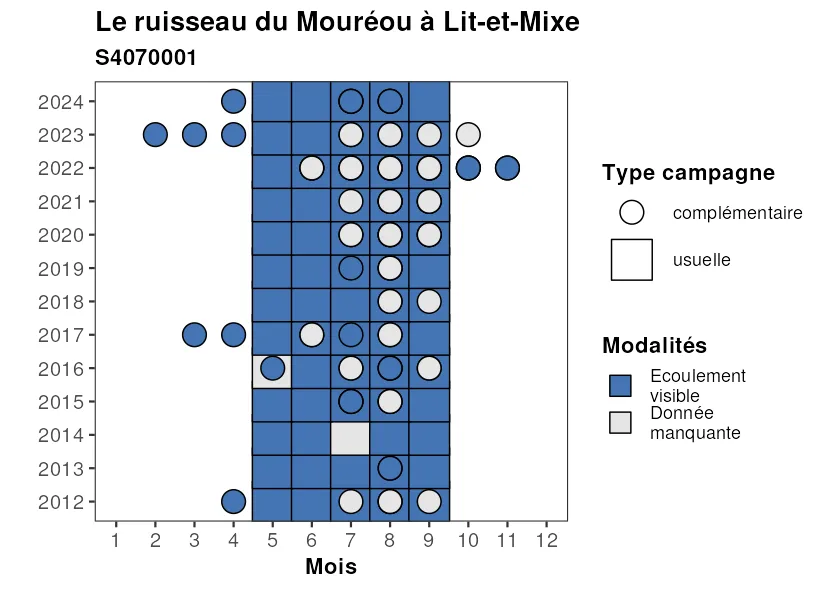 Le ruisseau du Mouréou à Lit-et-Mixe
S4070001
2024
2023
2022
2021
2020
2019
2018
2017
2016
2015
2014
2013
2012
1 2 3 4 5 6 7 8 9 10 11 12
Mois
Type campagne
complémentaire
usuelle
Modalités
Ecoulement
visible
Donnée
manquante